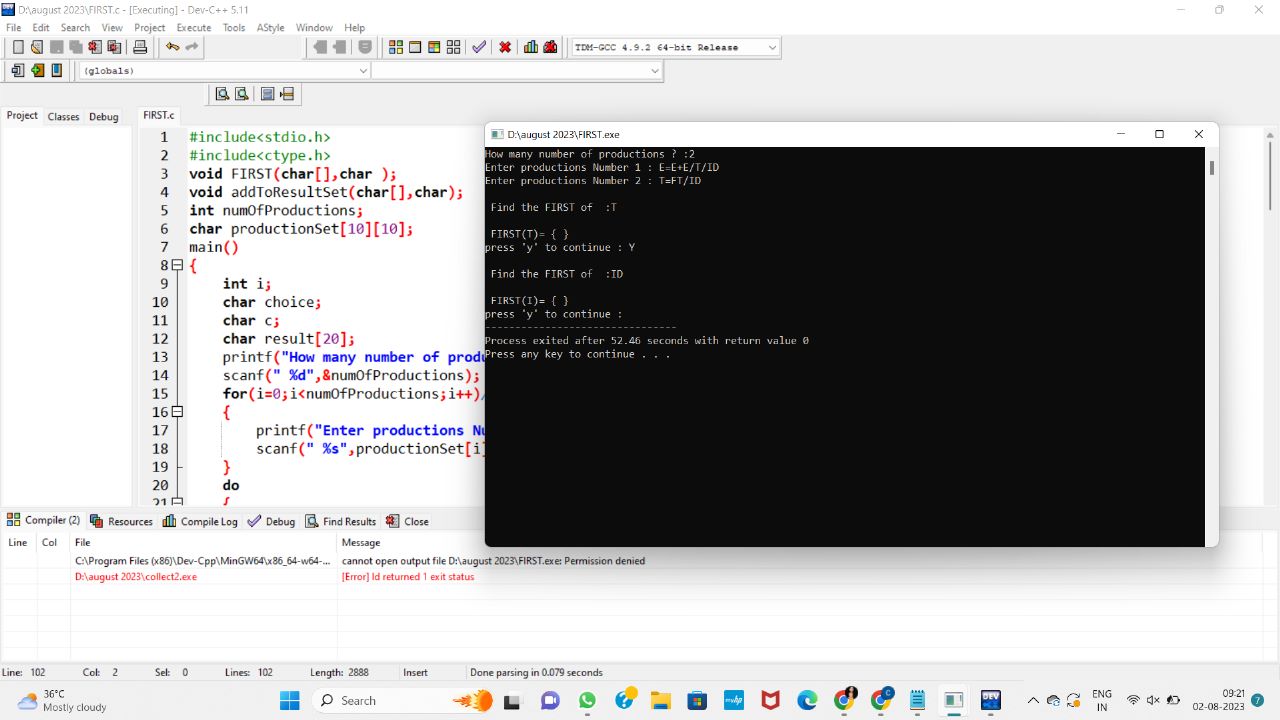 D:\august 2023\FIRST.c - [Executing] - Dev-C++ 5.11
File Edit Search View Project Execute Tools AStyle Window Help
TDM-GCC 4.9.2 64-bit Release
(globals)
Project Classes Debug
FIRST.c
1 #include<stdio.h>
2 #include<ctype.h>
3 void FIRST(char[],char );
4 void addToResultSet(char[],char);
5 int numOfProductions;
6 char productionSet[10][10];
7 main()
8 {
9 int i;
10 char choice;
11 char c;
12 char result[20];
13 printf("How many number of produ
14 scanf(" %d",&numOfProductions);
15 for(i=0;i<numOfProductions;i++)/
16 {
17 printf("Enter productions Nu
18 scanf(" %s",productionSet[i]
19 }
20 do
21 {
D:\august 2023\FIRST.exe
How many number of productions ? :2
Enter productions Number 1 : E=E+E/T/ID
Enter productions Number 2 : T=FT/ID
Find the FIRST of :T
FIRST(T)= { }
press 'y' to continue : Y
Find the FIRST of :ID
FIRST(I)= { }
press 'y' to continue :
--------------------------------
Process exited after 52.46 seconds with return value 0
Press any key to continue . . .
Compiler (2) Resources Compile Log Debug Find Results Close
Line Col File Message
C:\Program Files (x86)\Dev-Cpp\MinGW64\x86_64-w64-... cannot open output file D:\august 2023\FIRST.exe: Permission denied
D:\august 2023\collect2.exe [Error] ld returned 1 exit status
Line: 102 Col: 2 Sel: 0 Lines: 102 Length: 2888 Insert Done parsing in 0.079 seconds
36°C
Mostly cloudy
Search
myhp
ENG
IN
09:21
02-08-2023
7